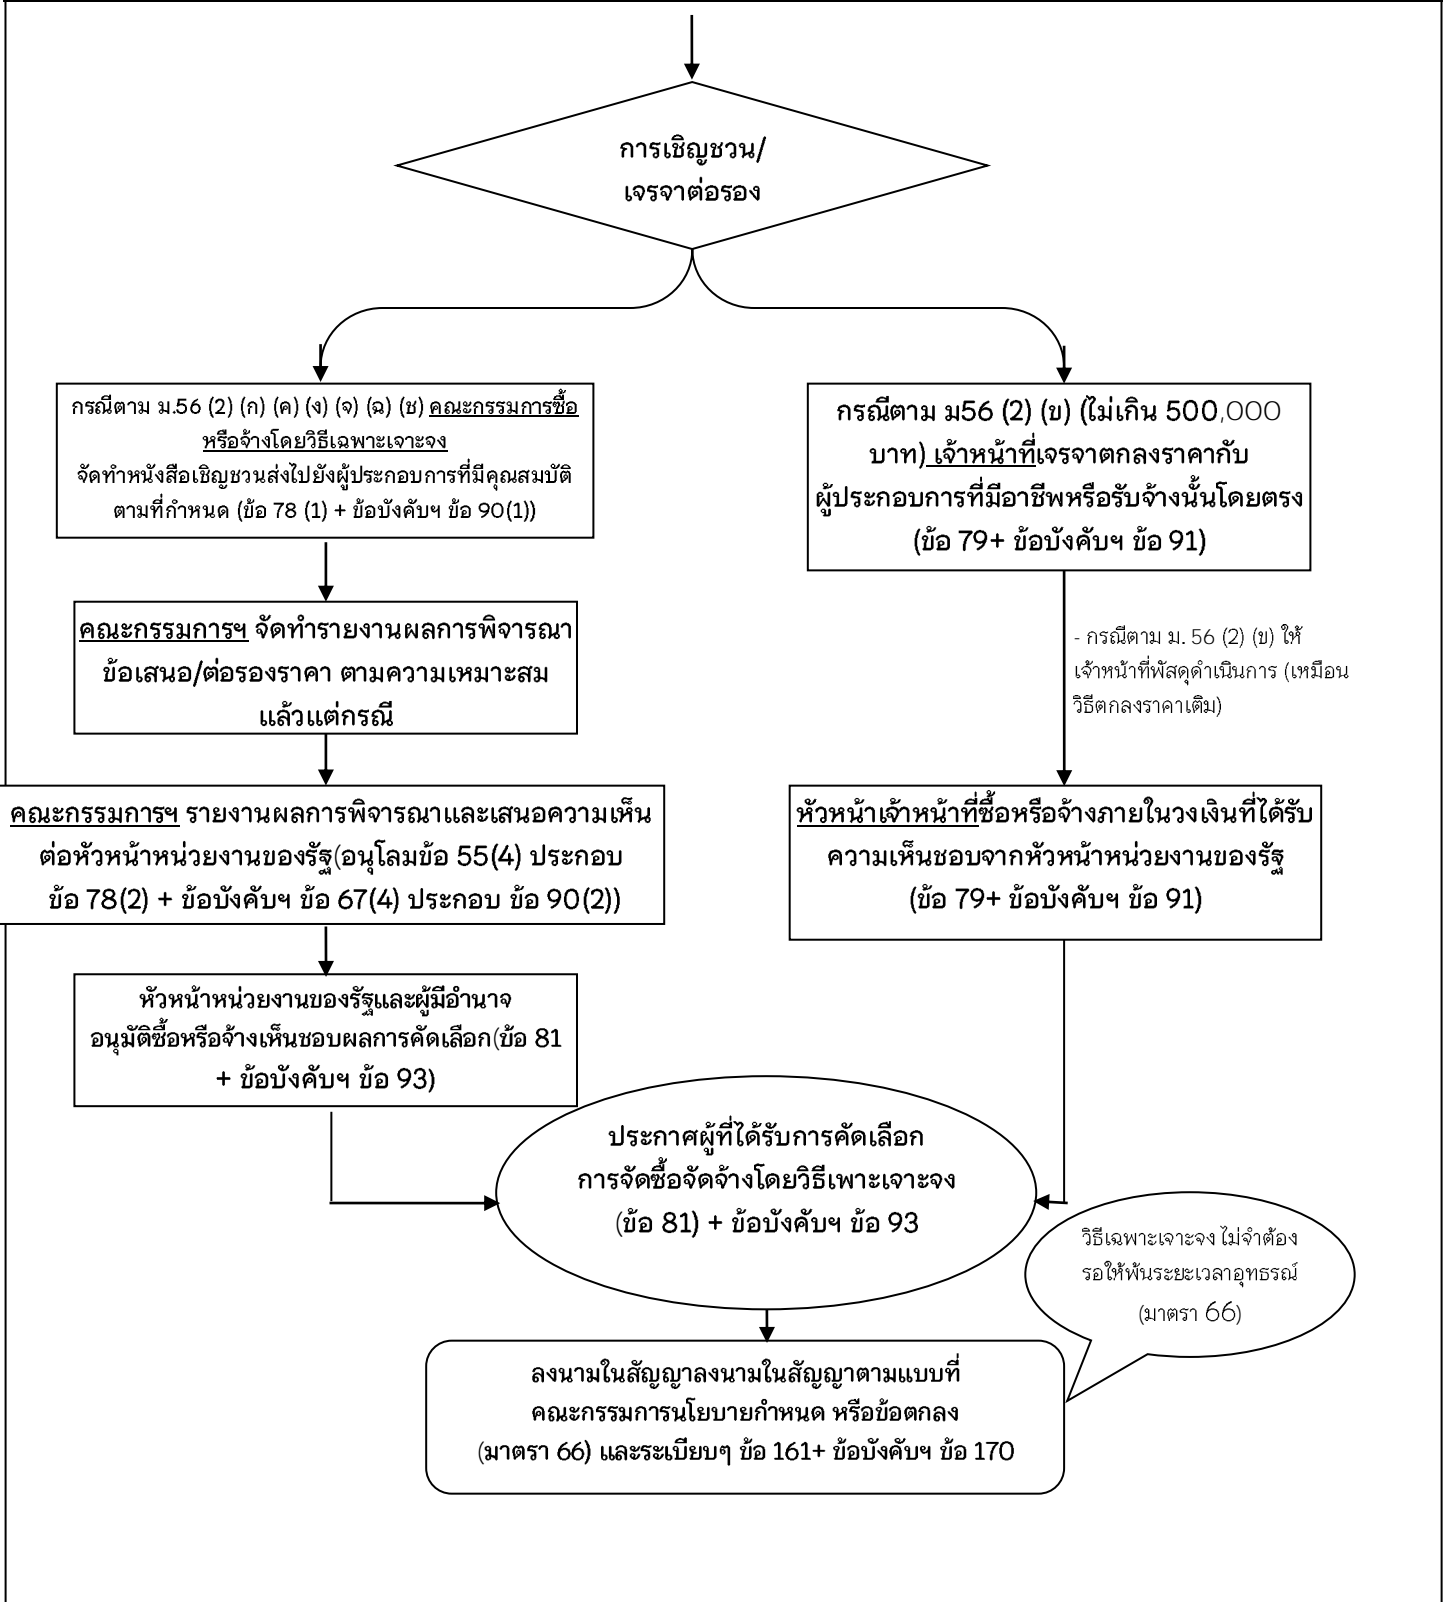 การเชิญชวน/
เจรจาต่อรอง
กรณีตาม ม.56 (2) (ก) (ค) (ง) (จ) (ฉ) (ช) คณะกรรมการซื้อ
หรือจ้างโดยวิธีเฉพาะเจาะจง
จัดทำหนังสือเชิญชวนส่งไปยังผู้ประกอบการที่มีคุณสมบัติ
ตามที่กำหนด (ข้อ 78 (1) + ข้อบังคับฯ ข้อ 90(1))
กรณีตาม ม56 (2) (ข) (ไม่เกิน 500,000
บาท) เจ้าหน้าที่เจรจาตกลงราคากับ
ผู้ประกอบการที่มีอาชีพหรือรับจ้างนั้นโดยตรง
(ข้อ 79+ ข้อบังคับฯ ข้อ 91)
คณะกรรมการฯ จัดทำรายงานผลการพิจารณา
ข้อเสนอ/ต่อรองราคา ตามความเหมาะสม
แล้วแต่กรณี
- กรณีตาม ม. 56 (2) (ข) ให้
เจ้าหน้าที่พัสดุดำเนินการ (เหมือน
วิธีตกลงราคาเดิม)
คณะกรรมการฯ รายงานผลการพิจารณาและเสนอความเห็น
ต่อหัวหน้าหน่วยงานของรัฐ(อนุโลมข้อ 55(4) ประกอบ
ข้อ 78(2) + ข้อบังคับฯ ข้อ 67(4) ประกอบ ข้อ 90(2))
หัวหน้าเจ้าหน้าที่ซื้อหรือจ้างภายในวงเงินที่ได้รับ
ความเห็นชอบจากหัวหน้าหน่วยงานของรัฐ
(ข้อ 79+ ข้อบังคับฯ ข้อ 91)
หัวหน้าหน่วยงานของรัฐและผู้มีอำนาจ
อนุมัติซื้อหรือจ้างเห็นชอบผลการคัดเลือก(ข้อ 81
+ ข้อบังคับฯ ข้อ 93)
ประกาศผู้ที่ได้รับการคัดเลือก
การจัดซื้อจัดจ้างโดยวิธีเพาะเจาะจง
(ข้อ 81) + ข้อบังคับฯ ข้อ 93
วิธีเฉพาะเจาะจง ไม่จำต้อง
รอให้พ้นระยะเวลาอุทธรณ์
(มาตรา 66)
ลงนามในสัญญาลงนามในสัญญาตามแบบที่
คณะกรรมการนโยบายกำหนด หรือข้อตกลง
(มาตรา 66) และระเบียบๆ ข้อ 161+ ข้อบังคับฯ ข้อ 170